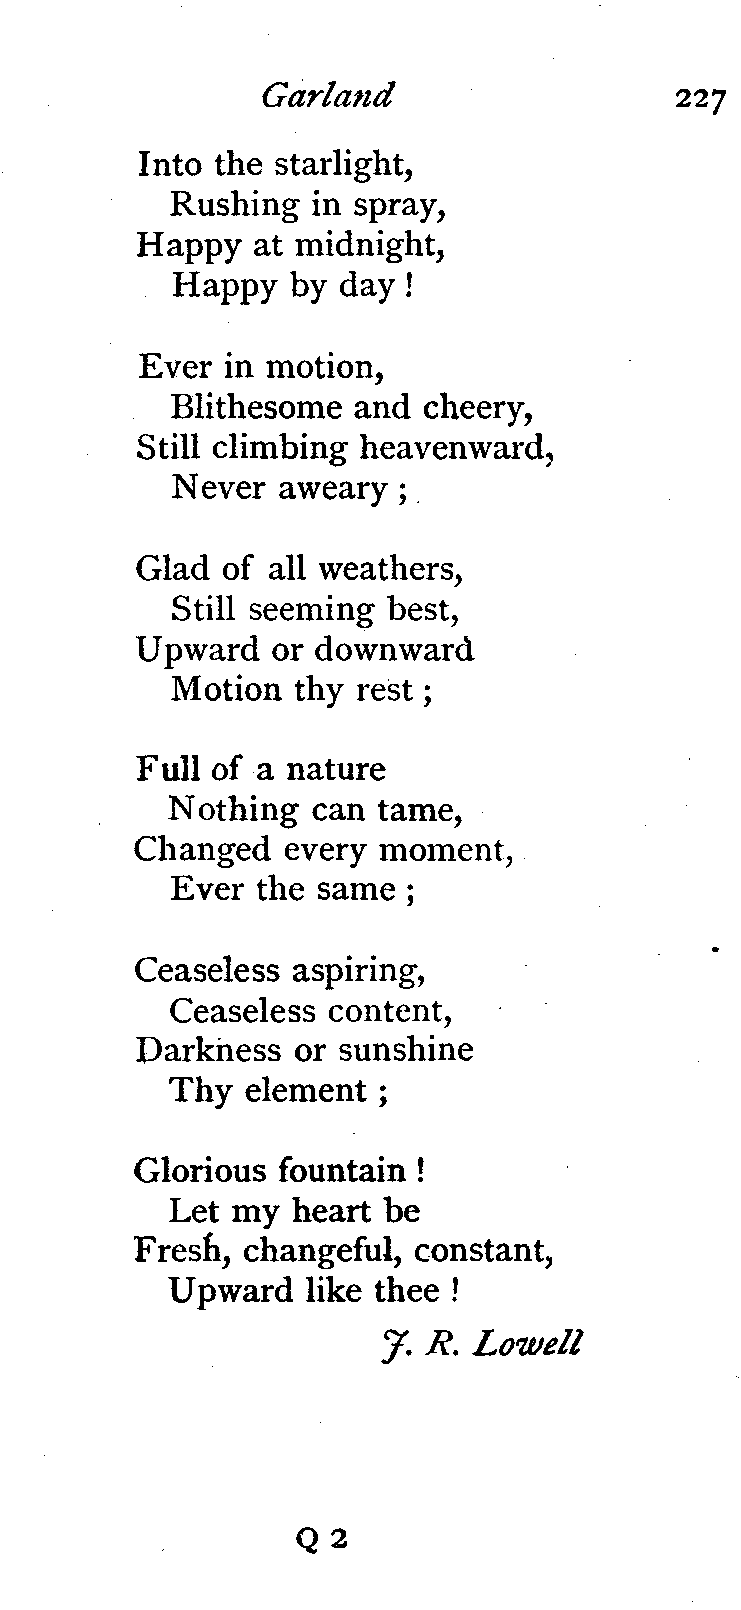 Garland 227
Into the starlight,
Rushing in spray,
Happy at midnight,
Happy by day !
Ever in motion,
Blithesome and cheery,
Still climbing heavenward,
Never aweary ;
Glad of all weathers,
Still seeming best,
Upward or downward
Motion thy rest ;
Full of a nature
Nothing can tame,
Changed every moment,
Ever the same ;
Ceaseless aspiring,
Ceaseless content,
Darkness or sunshine
Thy element ;
Glorious fountain !
Let my heart be
Fresh, changeful, constant,
Upward like thee !
J. R. Lowell
Q 2